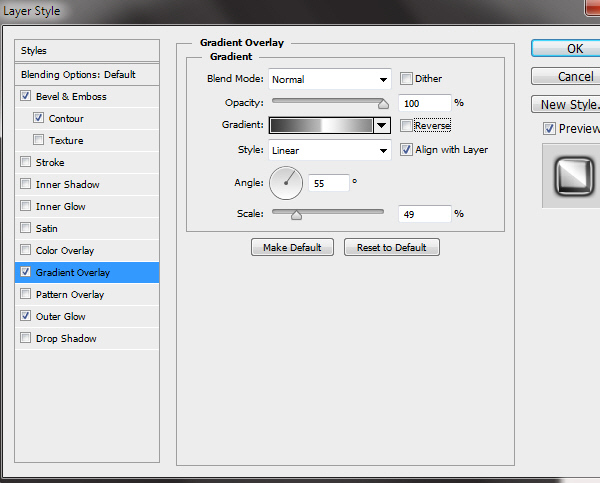 Layer Style
Styles
Blending Options: Default
Bevel & Emboss
Contour
Texture
Stroke
Inner Shadow
Inner Glow
Satin
Color Overlay
Gradient Overlay
Pattern Overlay
Outer Glow
Drop Shadow
Gradient Overlay
Gradient
Blend Mode: Normal Dither
Opacity: 100 %
Gradient: Reverse
Style: Linear Align with Layer
Angle: 55 °
Scale: 49 %
Make Default Reset to Default
OK
Cancel
New Style...
Preview